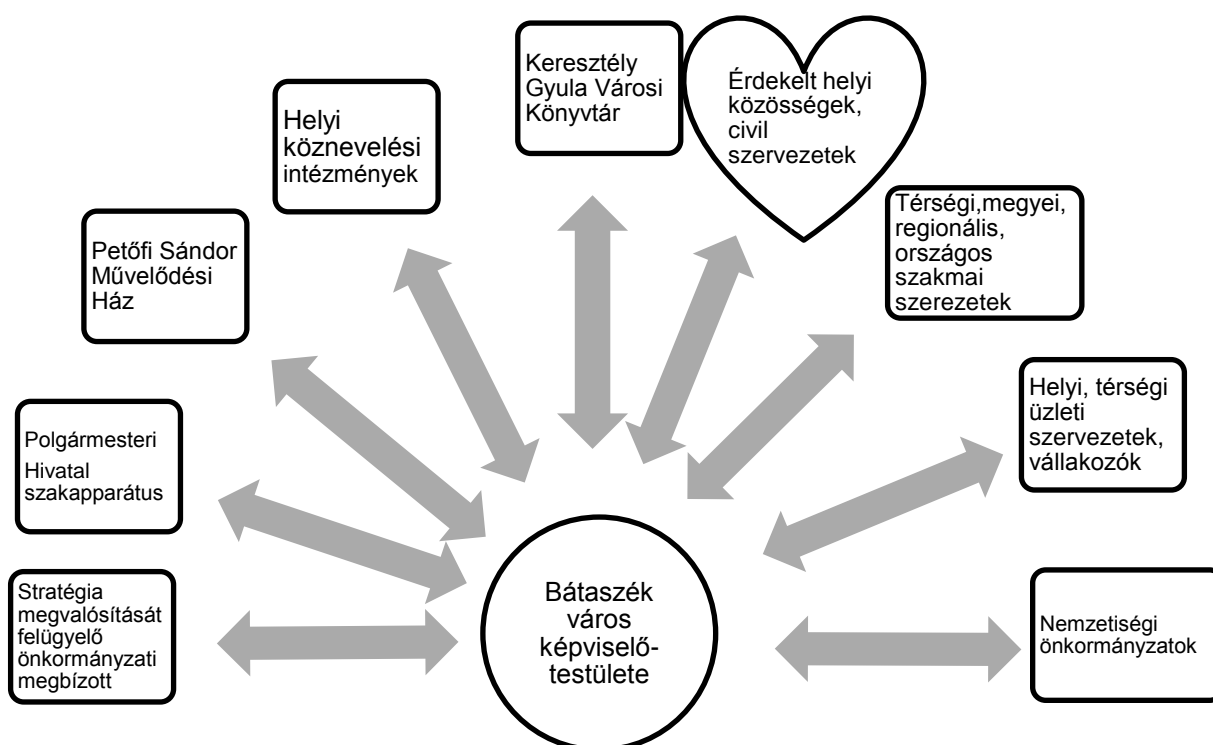 Keresztély
Gyula Városi
Könyvtár
Érdekelt helyi
közösségek,
civil
szervezetek
Helyi
köznevelési
intézmények
Térségi,megyei,
regionális,
országos
szakmai
szerezetek
Petőfi Sándor
Művelődési
Ház
Helyi, térségi
üzleti
szervezetek,
vállakozók
Polgármesteri
Hivatal
szakapparátus
Stratégia
megvalósítását
felügyelő
önkormányzati
megbízott
Bátaszék
város
képviselő-
testülete
Nemzetiségi
önkormányzatok